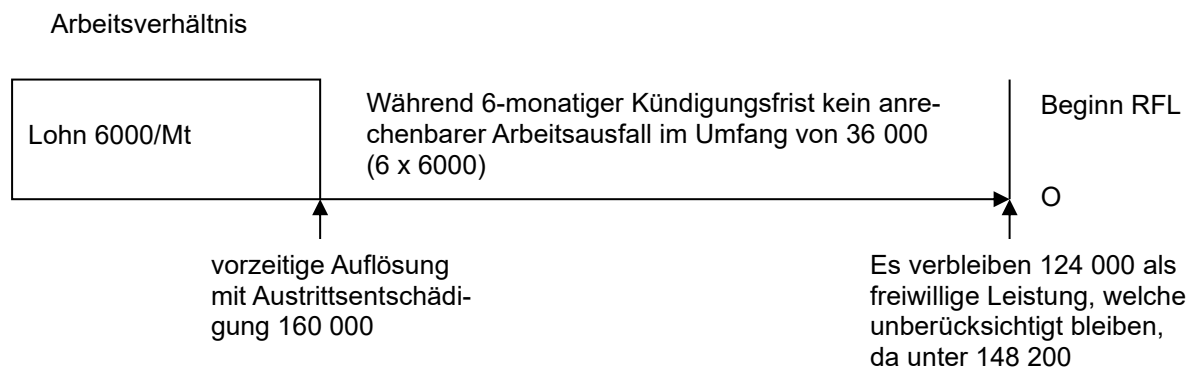 Arbeitsverhältnis
Lohn 6000/Mt
Während 6-monatiger Kündigungsfrist kein anre-
chenbarer Arbeitsausfall im Umfang von 36 000
(6 x 6000)
Beginn RFL
O
vorzeitige Auflösung
mit Austrittsentschädi-
gung 160 000
Es verbleiben 124 000 als
freiwillige Leistung, welche
unberücksichtigt bleiben,
da unter 148 200